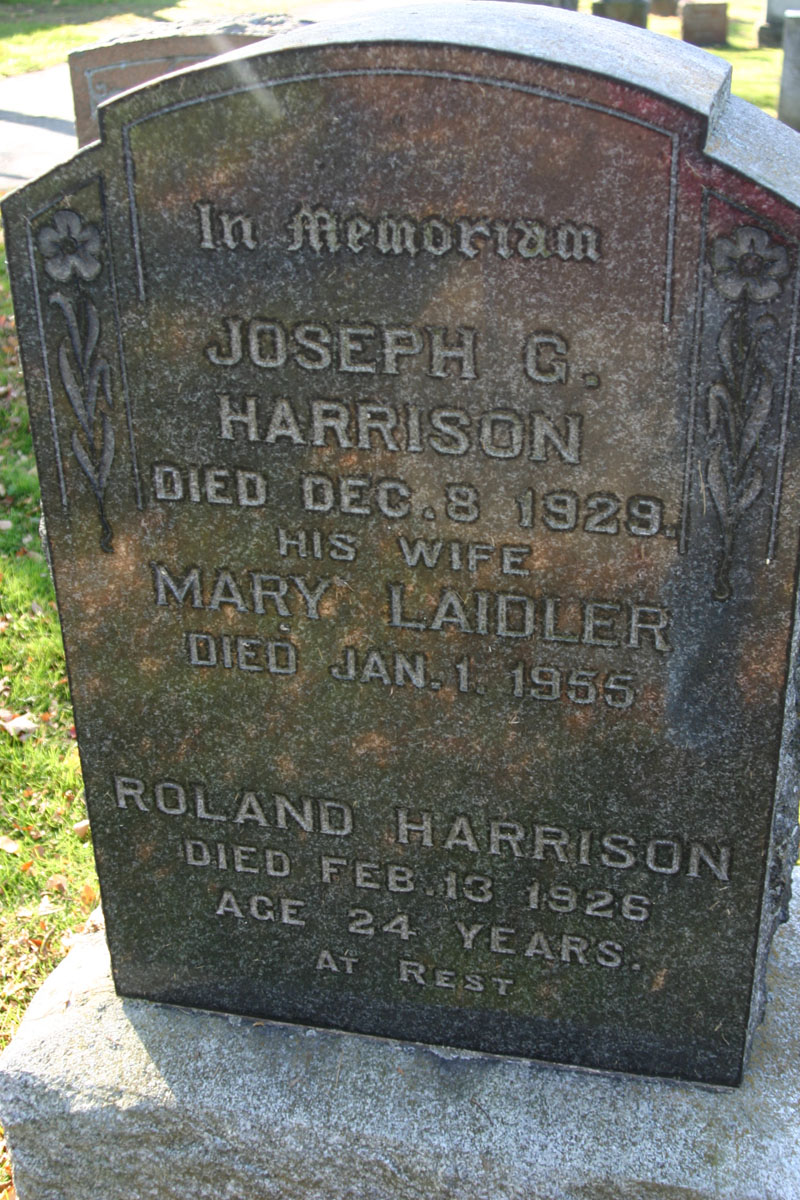 In Memoriam
JOSEPH G.
HARRISON
DIED DEC. 8 1929.
HIS WIFE
MARY LAIDLER
DIED JAN. 1. 1955
ROLAND HARRISON
DIED FEB. 13 1926
AGE 24 YEARS.
AT REST